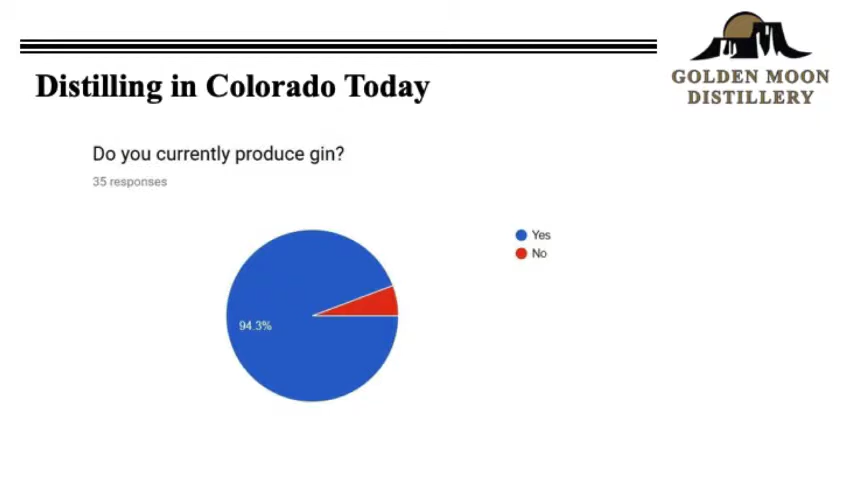 GOLDEN MOON
DISTILLERY
Distilling in Colorado Today
Do you currently produce gin?
35 responses
Yes
No
94.3%